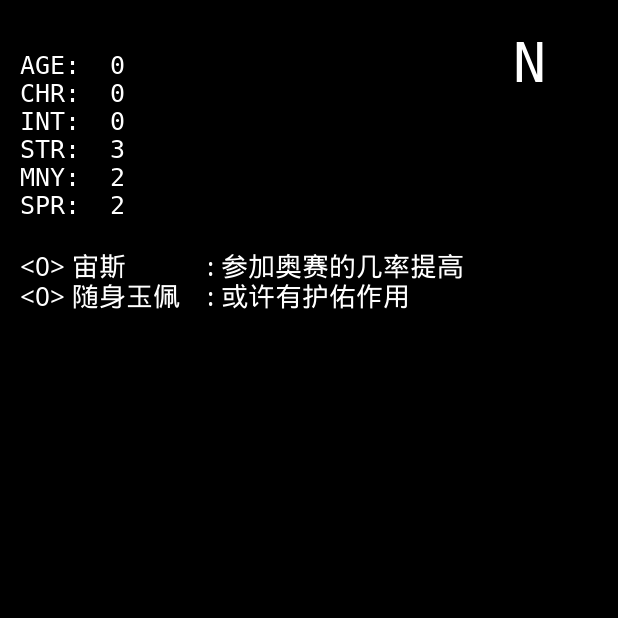 N
AGE: 0
CHR: 0
INT: 0
STR: 3
MNY: 2
SPR: 2
<O> 宙斯 : 参加奥赛的几率提高
<O> 随身玉佩 : 或许有护佑作用